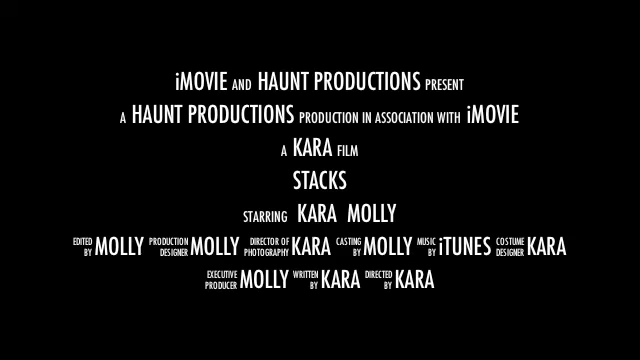 iMOVIE AND HAUNT PRODUCTIONS PRESENT
A HAUNT PRODUCTIONS PRODUCTION IN ASSOCIATION WITH iMOVIE
A KARA FILM
STACKS
STARRING KARA MOLLY
EDITED BY MOLLY PRODUCTION DESIGNER MOLLY DIRECTOR OF PHOTOGRAPHY KARA CASTING BY MOLLY MUSIC BY iTUNES COSTUME DESIGNER KARA
EXECUTIVE PRODUCER MOLLY WRITTEN BY KARA DIRECTED BY KARA